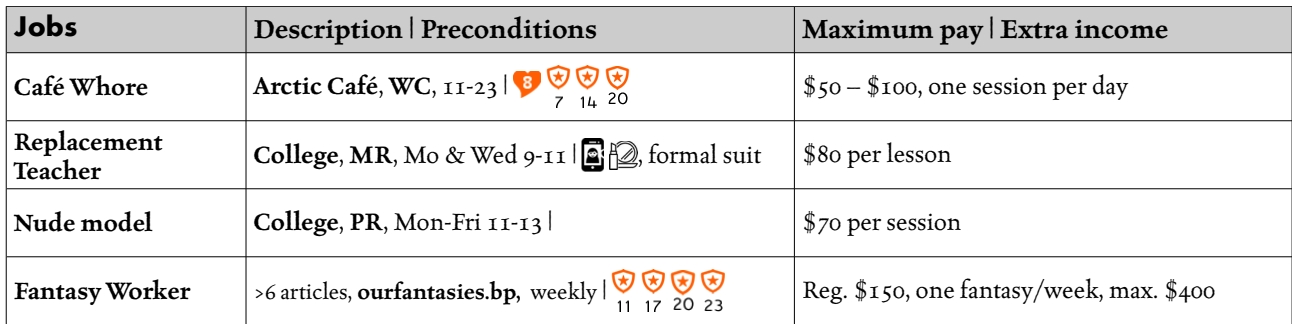 Jobs Description | Preconditions Maximum pay | Extra income
Café Whore Arctic Café, WC, 11-23 | 8 7 14 20 $50 – $100, one session per day
Replacement Teacher College, MR, Mo & Wed 9-11 | , formal suit $80 per lesson
Nude model College, PR, Mon-Fri 11-13 | $70 per session
Fantasy Worker >6 articles, ourfantasies.bp, weekly | 11 17 20 23 Reg. $150, one fantasy/week, max. $400